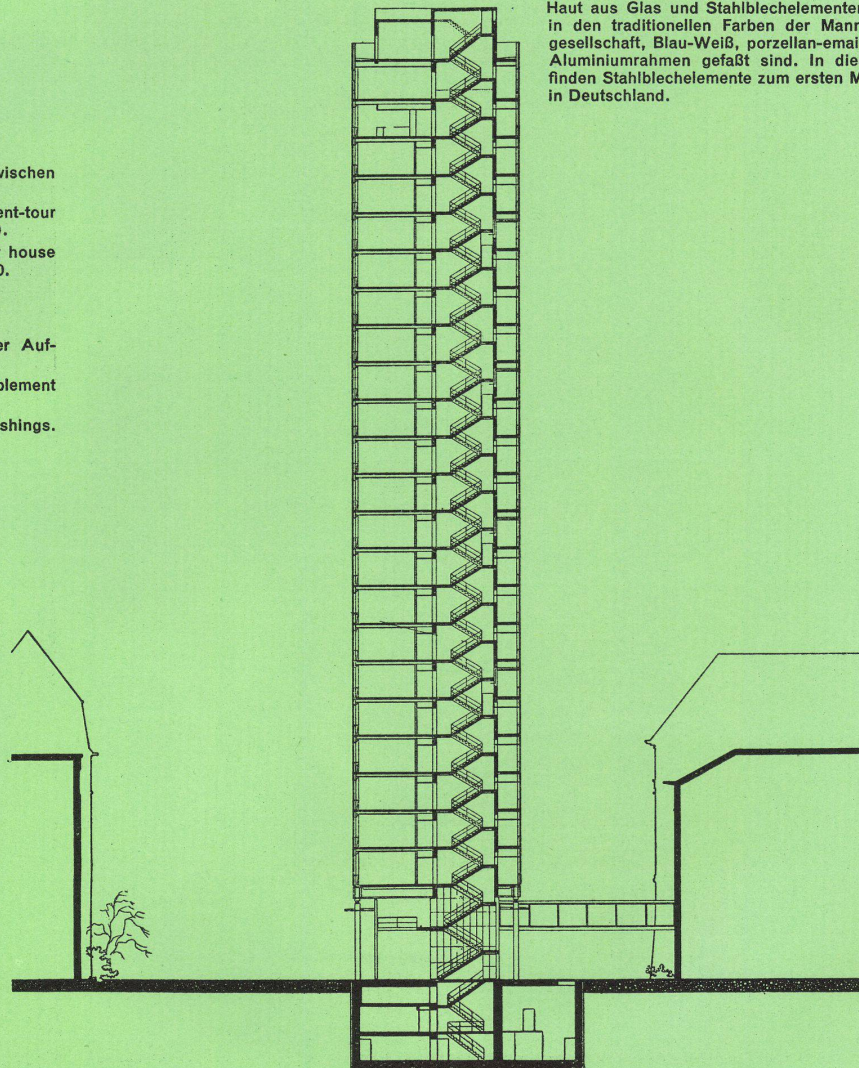 Haut aus Glas und Stahlblechelementen
in den traditionellen Farben der Mann
gesellschaft, Blau-Weiß, porzellan-emai
Aluminiumrahmen gefaßt sind. In die
finden Stahlblechelemente zum ersten M
in Deutschland.
wischen
ent-tour
).
house
0.
er Auf-
plement
shings.